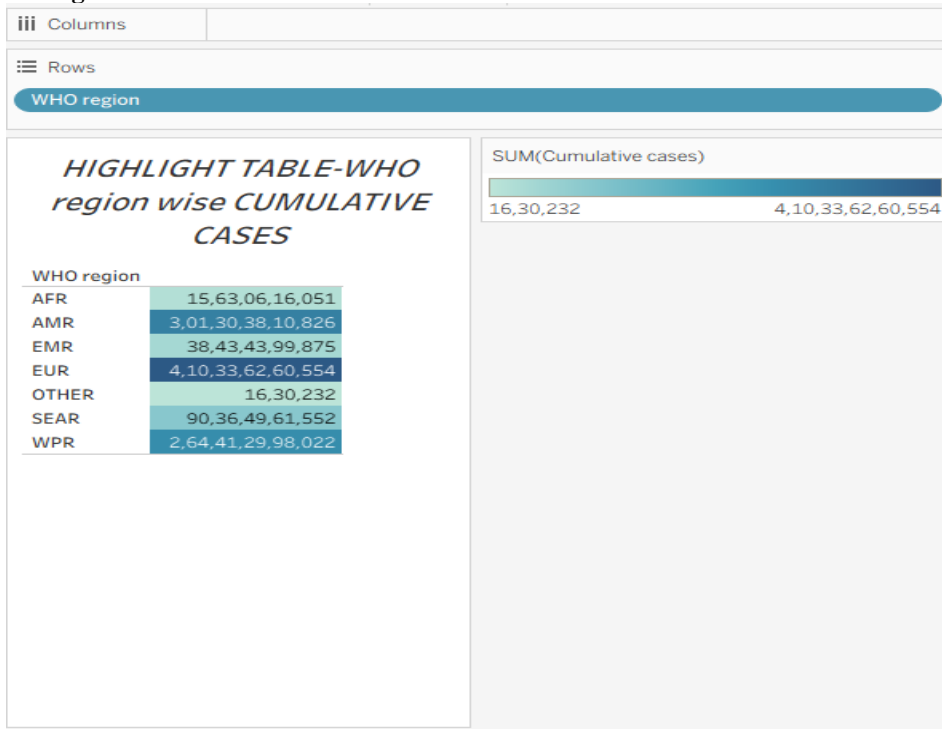 Columns
Rows
WHO region
HIGHLIGHT TABLE-WHO
region wise CUMULATIVE
CASES
WHO region
AFR 15,63,06,16,051
AMR 3,01,30,38,10,826
EMR 38,43,43,99,875
EUR 4,10,33,62,60,554
OTHER 16,30,232
SEAR 90,36,49,61,552
WPR 2,64,41,29,98,022
SUM(Cumulative cases)
16,30,232 4,10,33,62,60,554